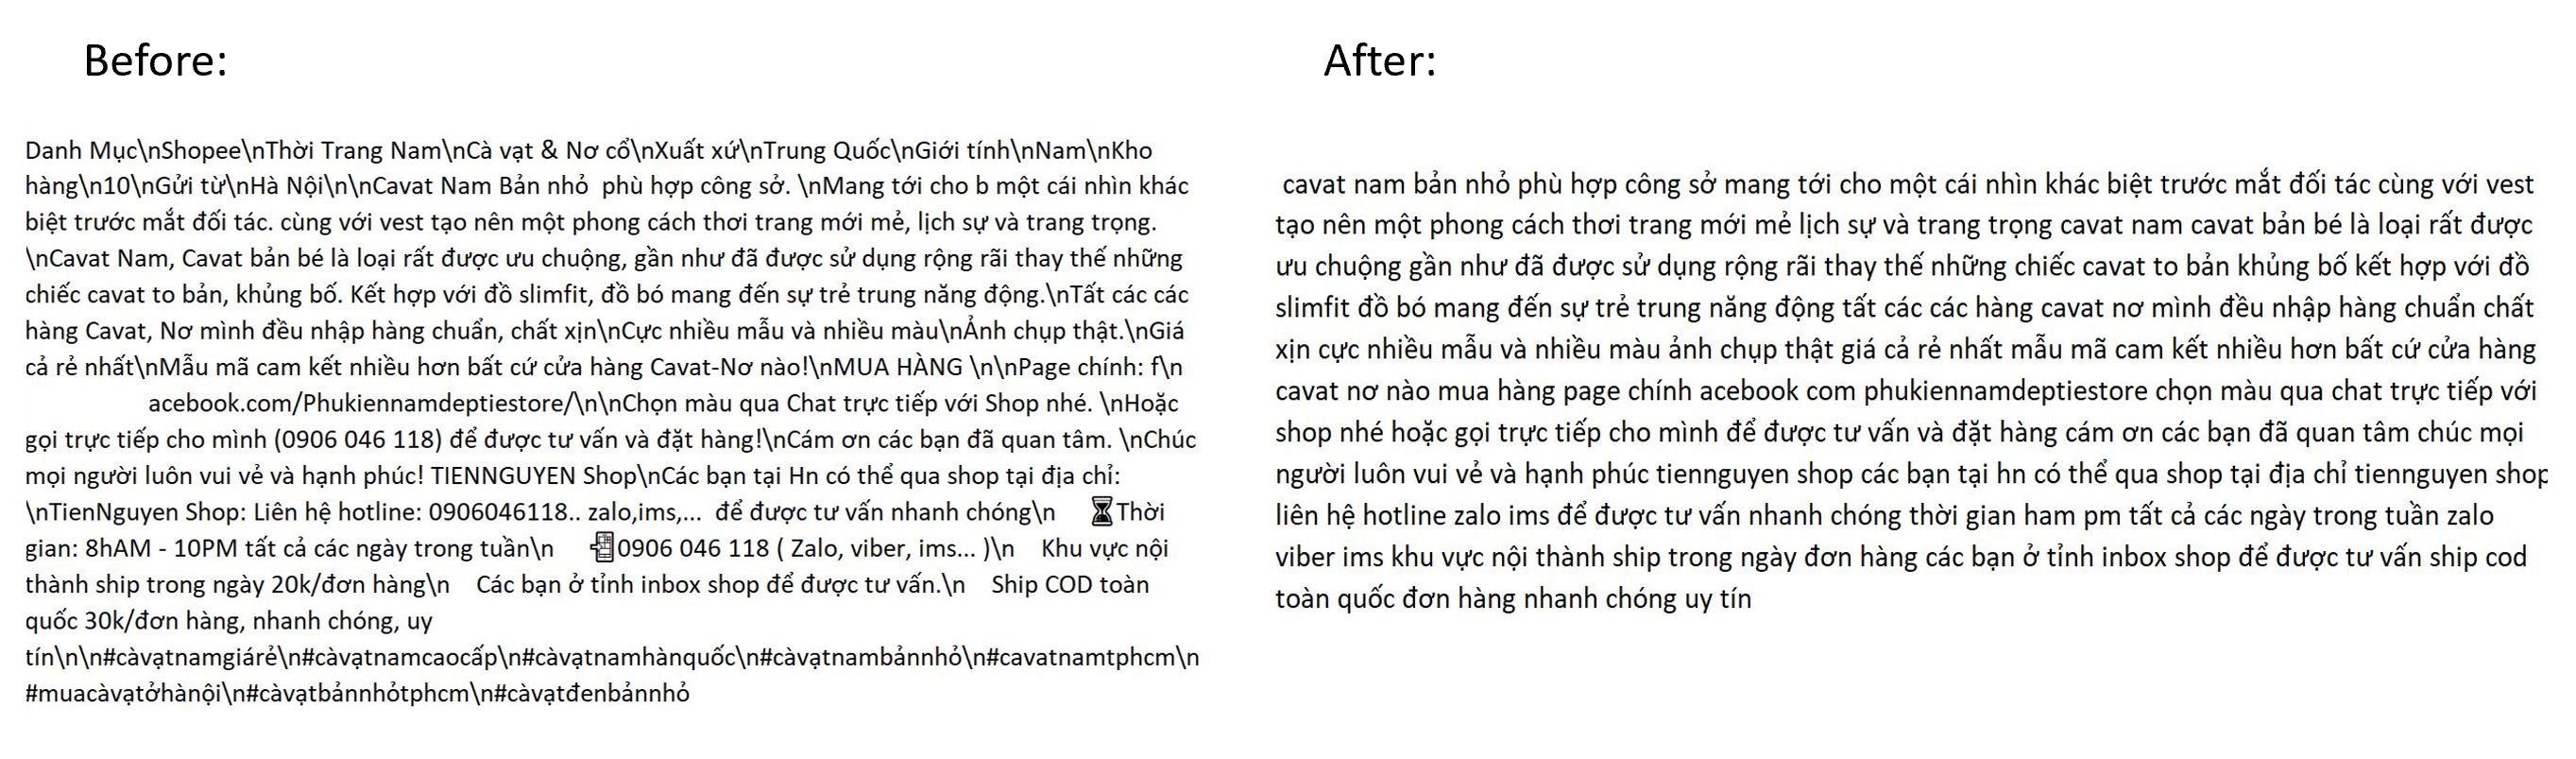 Before:
Danh Mục\nShopee\nThời Trang Nam\nCà vạt & Nơ cổ\nXuất xứ\nTrung Quốc\nGiới tính\nNam\nKho
hàng\n10\nGửi từ\nHà Nội\n\nCavat Nam Bản nhỏ  phù hợp công sở. \nMang tới cho b một cái nhìn khác
biệt trước mắt đối tác. cùng với vest tạo nên một phong cách thơi trang mới mẻ, lịch sự và trang trọng.
\nCavat Nam, Cavat bản bé là loại rất được ưu chuộng, gần như đã được sử dụng rộng rãi thay thế những
chiếc cavat to bản, khủng bố. Kết hợp với đồ slimfit, đồ bó mang đến sự trẻ trung năng động.\nTất các các
hàng Cavat, Nơ mình đều nhập hàng chuẩn, chất xịn\nCực nhiều mẫu và nhiều màu\nẢnh chụp thật.\nGiá
cả rẻ nhất\nMẫu mã cam kết nhiều hơn bất cứ cửa hàng Cavat-Nơ nào!\nMUA HÀNG \n\nPage chính: f\n
acebook.com/Phukiennamdeptiestore/\n\nChọn màu qua Chat trực tiếp với Shop nhé. \nHoặc
gọi trực tiếp cho mình (0906 046 118) để được tư vấn và đặt hàng!\nCám ơn các bạn đã quan tâm. \nChúc
mọi người luôn vui vẻ và hạnh phúc! TIENNGUYEN Shop\nCác bạn tại Hn có thể qua shop tại địa chỉ:
\nTienNguyen Shop: Liên hệ hotline: 0906046118.. zalo,ims,...  để được tư vấn nhanh chóng\n    ⌛Thời
gian: 8hAM - 10PM tất cả các ngày trong tuần\n    📲0906 046 118 ( Zalo, viber, ims... )\n    Khu vực nội
thành ship trong ngày 20k/đơn hàng\n    Các bạn ở tỉnh inbox shop để được tư vấn.\n    Ship COD toàn
quốc 30k/đơn hàng, nhanh chóng, uy
tín\n\n#càvạtnamgiárẻ\n#càvạtnamcaocấp\n#càvạtnamhànquốc\n#càvạtnambảnnhỏ\n#cavatnamtphcm\n
#muacàvạtởhànội\n#càvạtbảnnhỏtphcm\n#càvạtđenbảnnhỏ
After:
cavat nam bản nhỏ phù hợp công sở mang tới cho một cái nhìn khác biệt trước mắt đối tác cùng với vest
tạo nên một phong cách thơi trang mới mẻ lịch sự và trang trọng cavat nam cavat bản bé là loại rất được
ưu chuộng gần như đã được sử dụng rộng rãi thay thế những chiếc cavat to bản khủng bố kết hợp với đồ
slimfit đồ bó mang đến sự trẻ trung năng động tất các các hàng cavat nơ mình đều nhập hàng chuẩn chất
xịn cực nhiều mẫu và nhiều màu ảnh chụp thật giá cả rẻ nhất mẫu mã cam kết nhiều hơn bất cứ cửa hàng
cavat nơ nào mua hàng page chính acebook com phukiennamdeptiestore chọn màu qua chat trực tiếp với
shop nhé hoặc gọi trực tiếp cho mình để được tư vấn và đặt hàng cám ơn các bạn đã quan tâm chúc mọi
người luôn vui vẻ và hạnh phúc tiennguyen shop các bạn tại hn có thể qua shop tại địa chỉ tiennguyen shop
liên hệ hotline zalo ims để được tư vấn nhanh chóng thời gian ham pm tất cả các ngày trong tuần zalo
viber ims khu vực nội thành ship trong ngày đơn hàng các bạn ở tỉnh inbox shop để được tư vấn ship cod
toàn quốc đơn hàng nhanh chóng uy tín